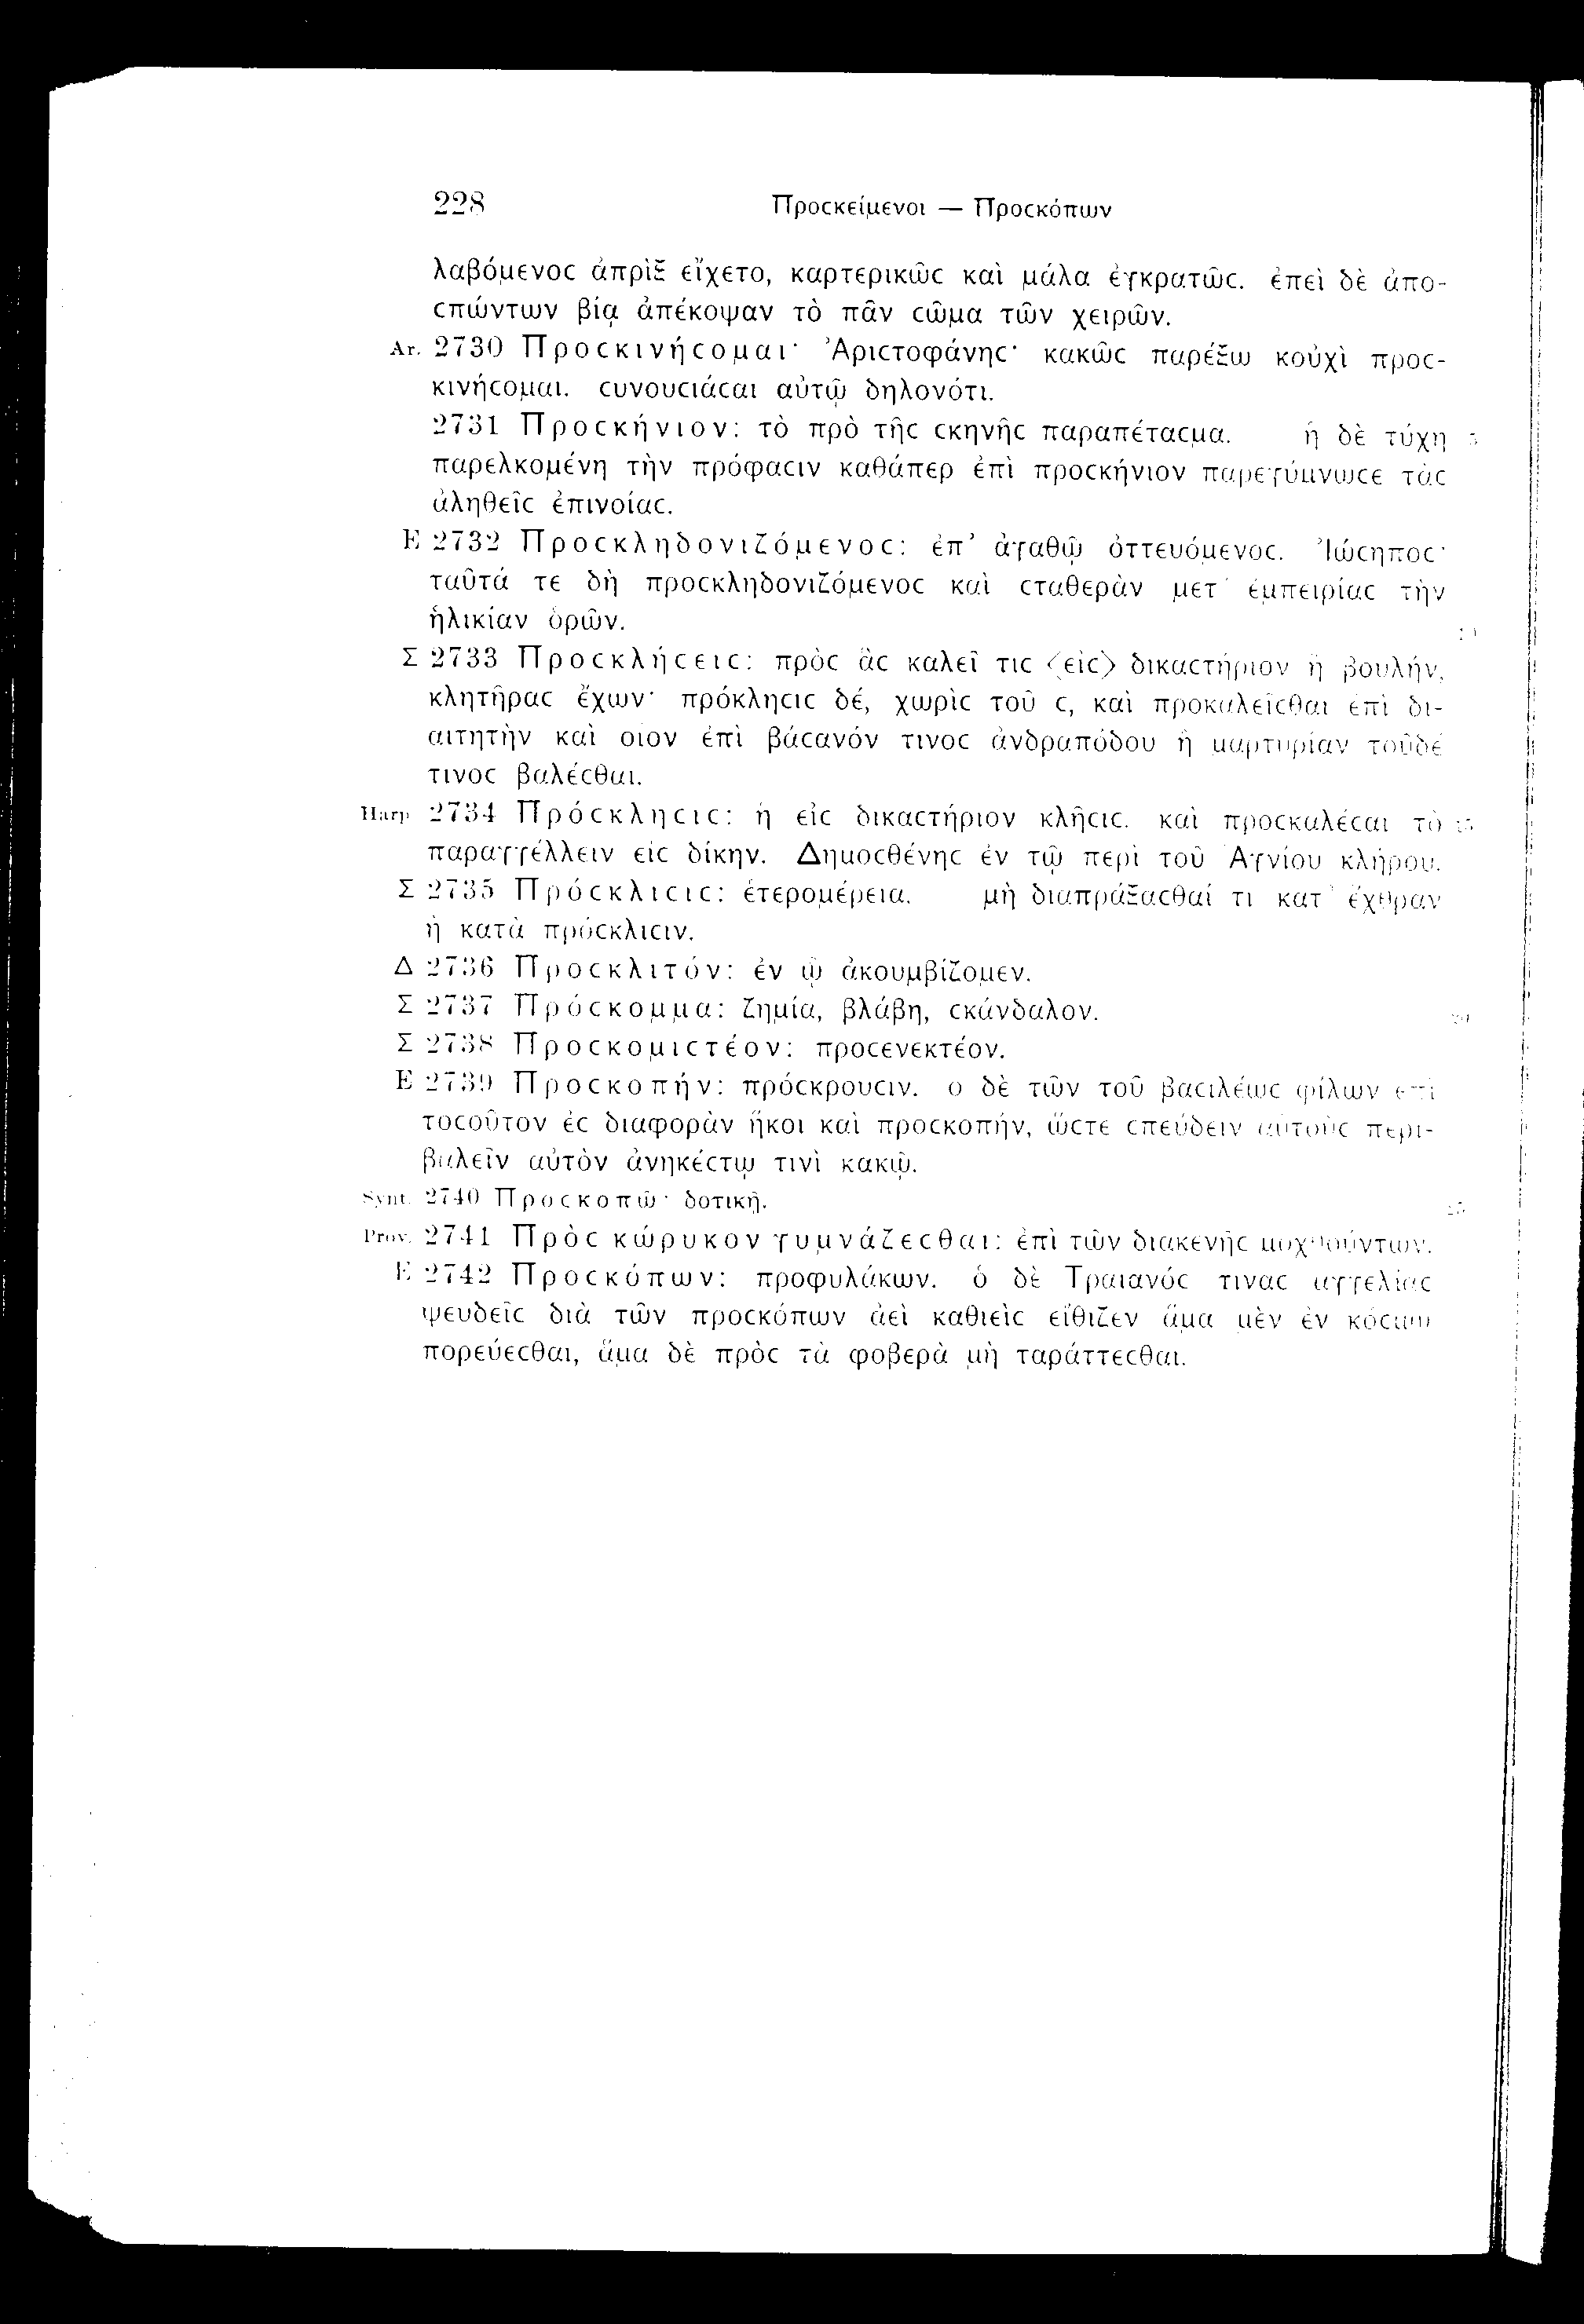 228 Προϲκείμενοι — Προϲκόπων
λαβόμενοϲ ἀπρὶξ εἴχετο, καρτερικῶϲ καὶ μάλα ἐγκρατῶϲ. ἐπεὶ δὲ ἀπο-
ϲπώντων βίᾳ ἀπέκοψαν τὸ πᾶν ϲῶμα τῶν χειρῶν.
Ar. 2730 Προϲκινήϲομαι· Ἀριϲτοφάνηϲ· κακῶϲ παρέξω κοὐχὶ προϲ-
κινήϲομαι. ϲυνουϲιάϲαι αὐτῷ δηλονότι.
2731 Προϲκήνιον: τὸ πρὸ τῆϲ ϲκηνῆϲ παραπέταϲμα. ἡ δὲ τύχη 5
παρελκομένη τὴν πρόφαϲιν καθάπερ ἐπὶ προϲκήνιον παρεγύμνωϲε τὰϲ
ἀληθεῖϲ ἐπινοίαϲ.
E 2732 Προϲκληδονιζόμενοϲ: ἐπ’ ἀγαθῷ ὀττευόμενοϲ. Ἰώϲηποϲ·
ταῦτά τε δὴ προϲκληδονιζόμενοϲ καὶ ϲταθερὰν μετ’ ἐμπειρίαϲ τὴν
ἡλικίαν ὁρῶν.
Σ 2733 Προϲκλήϲειϲ: πρὸϲ ἃϲ καλεῖ τιϲ ⟨εἰϲ⟩ δικαϲτήριον ἢ βουλήν,
κλητῆραϲ ἔχων· πρόκληϲιϲ δέ, χωρὶϲ τοῦ ϲ, καὶ προκαλεῖϲθαι ἐπὶ δι-
αιτητὴν καὶ οἷον ἐπὶ βάϲανόν τινοϲ ἀνδραπόδου ἢ μαρτυρίαν τοῦδέ
τινοϲ βαλέϲθαι.
Harp 2734 Πρόϲκληϲιϲ: ἡ εἰϲ δικαϲτήριον κλῆϲιϲ. καὶ προϲκαλέϲαι τὸ 15
παραγγέλλειν εἰϲ δίκην. Δημοϲθένηϲ ἐν τῷ περὶ τοῦ Ἁγνίου κλήρου.
Σ 2735 Πρόϲκλιϲιϲ: ἑτερομέρεια. μὴ διαπράξαϲθαί τι κατ’ ἔχθραν
ἢ κατὰ πρόϲκλιϲιν.
Δ 2736 Προϲκλιτόν: ἐν ᾧ ἀκουμβίζομεν.
Σ 2737 Πρόϲκομμα: ζημία, βλάβη, ϲκάνδαλον.
Σ 2738 Προϲκομιϲτέον: προϲενεκτέον.
E 2739 Προϲκοπήν: πρόϲκρουϲιν. ὁ δὲ τῶν τοῦ βαϲιλέωϲ φίλων ἐπὶ
τοϲοῦτον ἐϲ διαφορὰν ἥκοι καὶ προϲκοπήν, ὥϲτε ϲπεύδειν αὐτοὺϲ περι-
βαλεῖν αὐτὸν ἀνηκέϲτῳ τινὶ κακῷ.
Synt. 2740 Προϲκοπῶ· δοτικῇ.
Prov. 2741 Πρὸϲ κώρυκον γυμνάζεϲθαι: ἐπὶ τῶν διακενῆϲ μοχθούντων.
E 2742 Προϲκόπων: προφυλάκων. ὁ δὲ Τραιανόϲ τιναϲ ἀγγελίαϲ
ψευδεῖϲ διὰ τῶν προϲκόπων ἀεὶ καθιεὶϲ εἴθιζεν ἅμα μὲν ἐν κόϲμῳ
πορεύεϲθαι, ἅμα δὲ πρὸϲ τὰ φοβερὰ μὴ ταράττεϲθαι.